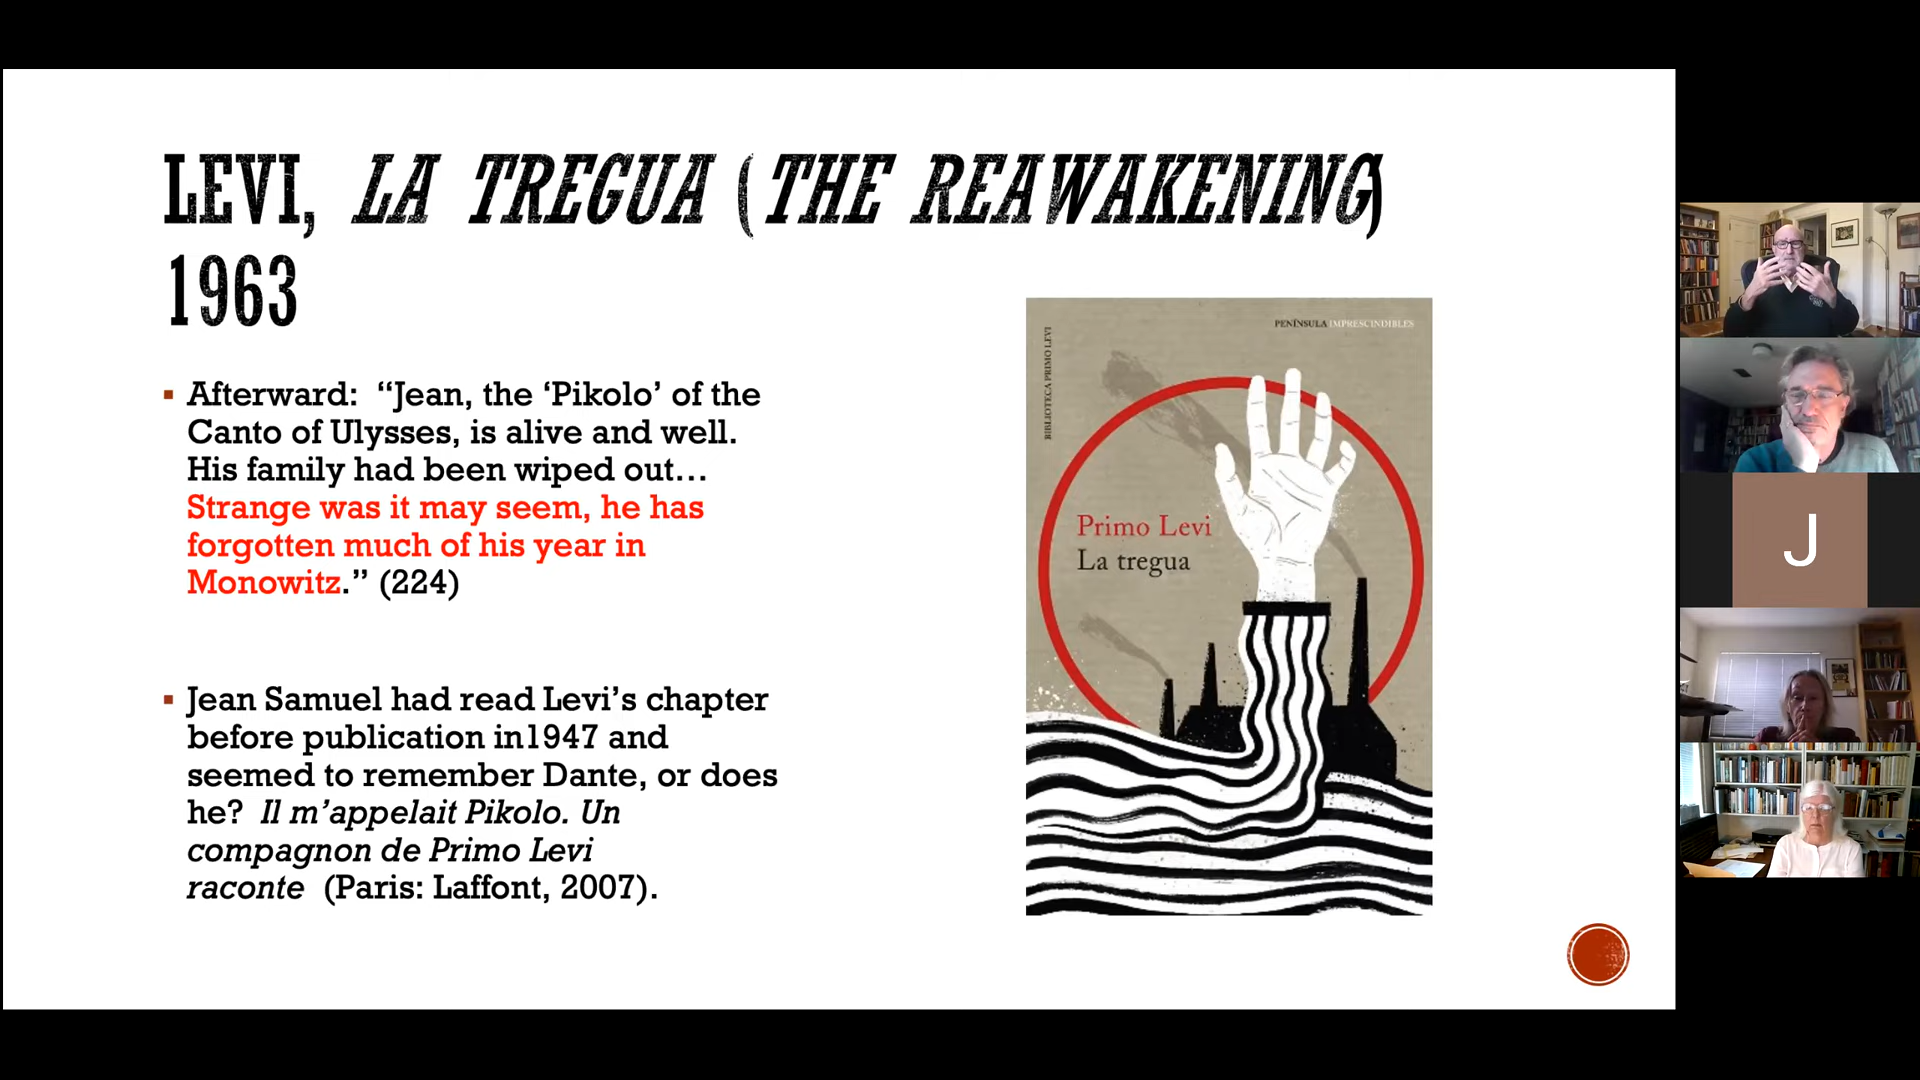 LEVI, LA TREGUA (THE REAWAKENING)
1963
▪ Afterward: “Jean, the ‘Pikolo’ of the
Canto of Ulysses, is alive and well.
His family had been wiped out…
Strange was it may seem, he has
forgotten much of his year in
Monowitz.” (224)
▪ Jean Samuel had read Levi’s chapter
before publication in1947 and
seemed to remember Dante, or does
he? Il m’appelait Pikolo. Un
compagnon de Primo Levi
raconte (Paris: Laffont, 2007).
PENÍNSULA IMPRESCINDIBLES
BIBLIOTECA PRIMO LEVI
Primo Levi
La tregua
J